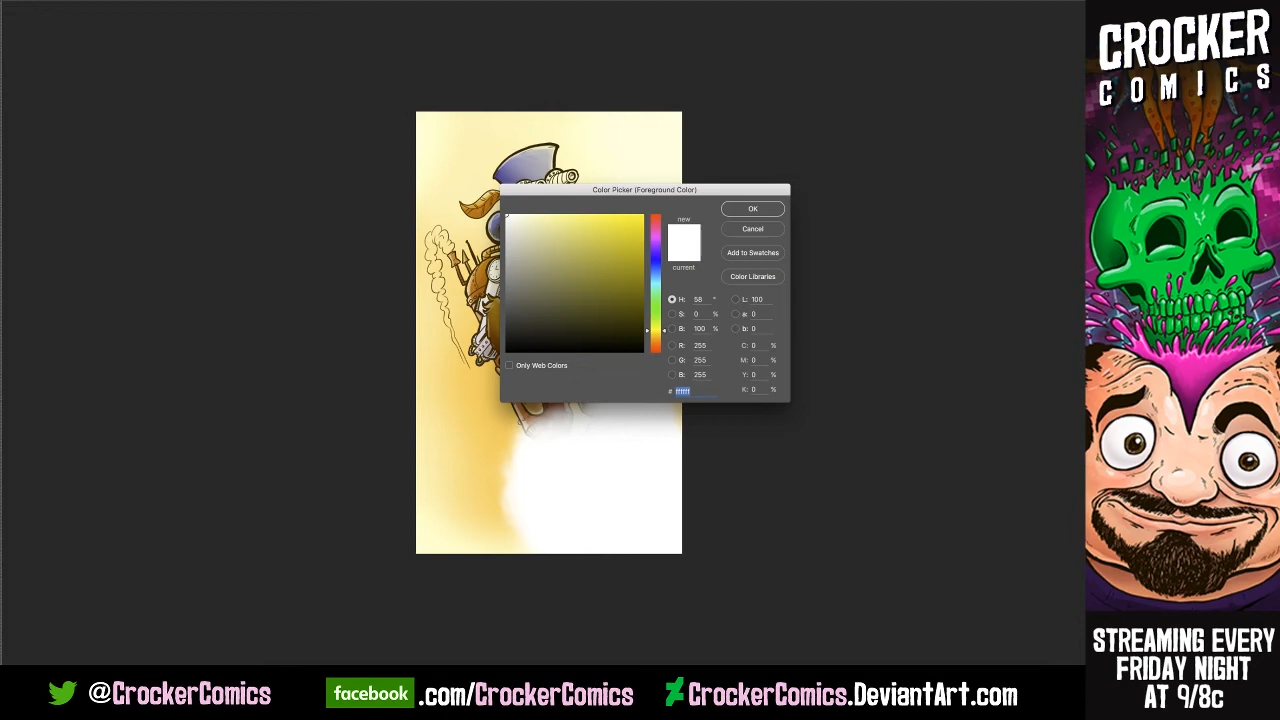 CROCKER
COMICS
Color Picker (Foreground Color)
new
current
OK
Cancel
Add to Swatches
Color Libraries
H: 58 °
S: 0 %
B: 100 %
R: 255
G: 255
B: 255
# ffffff
L: 100
a: 0
b: 0
C: 0 %
M: 0 %
Y: 0 %
K: 0 %
Only Web Colors
STREAMING EVERY
FRIDAY NIGHT
AT 9/8c
@CrockerComics
facebook.com/CrockerComics
CrockerComics.DeviantArt.com